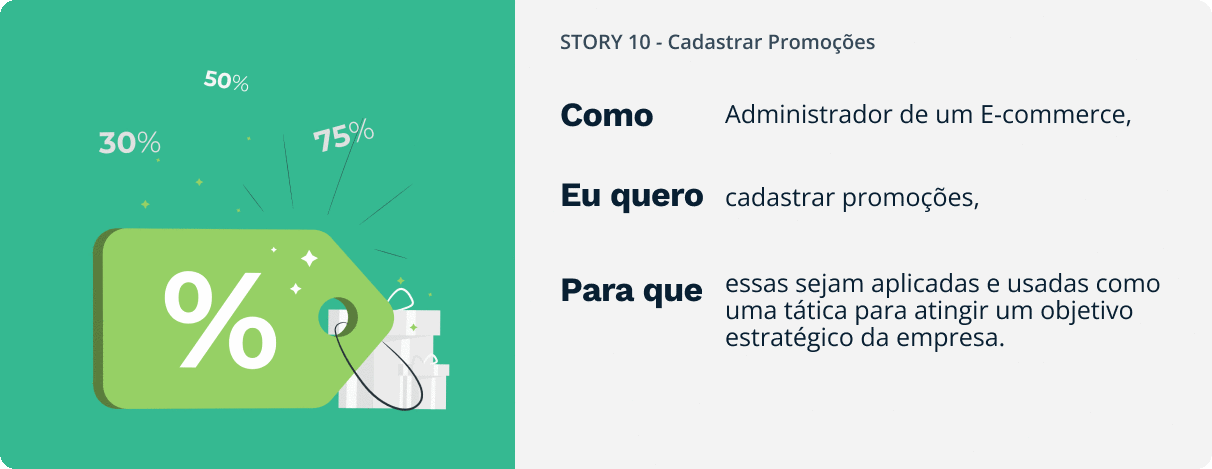 50%
30%
75%
%
STORY 10 - Cadastrar Promoções
Como Administrador de um E-commerce,
Eu quero cadastrar promoções,
Para que essas sejam aplicadas e usadas como
uma tática para atingir um objetivo
estratégico da empresa.